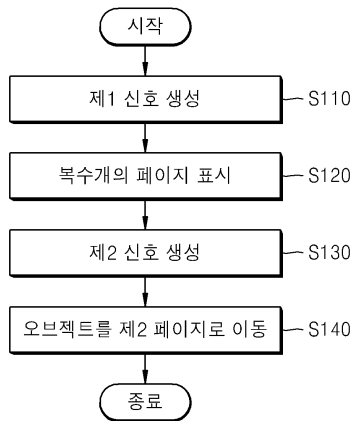 시작
제1 신호 생성 S110
복수개의 페이지 표시 S120
제2 신호 생성 S130
오브젝트를 제2 페이지로 이동 S140
종료